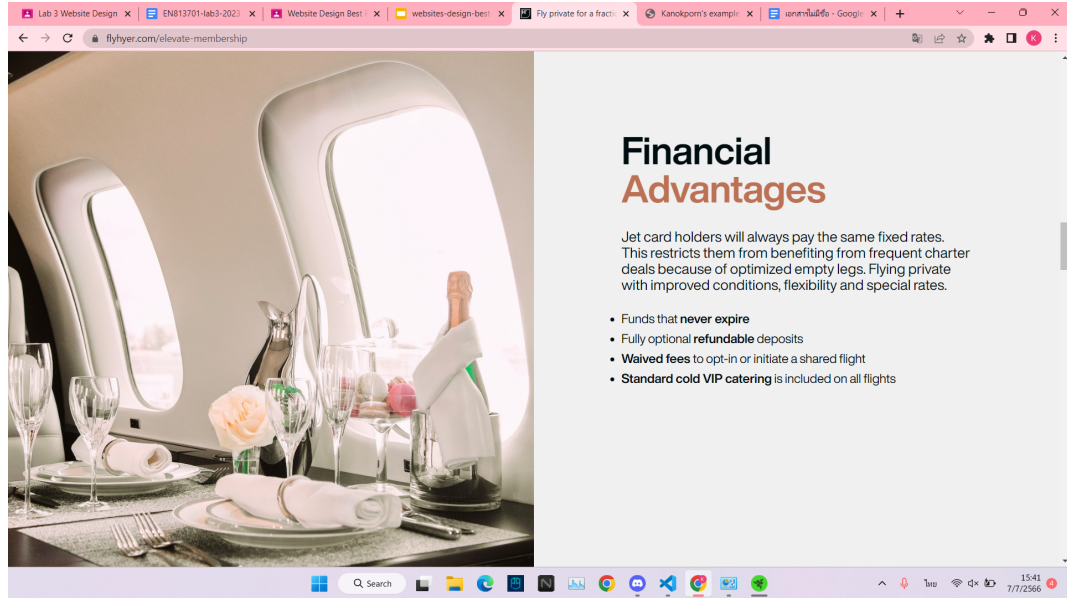 Lab 3 Website Design
EN813701-lab3-2023
Website Design Best
websites-design-best
Fly private for a fractio
Kanokporn's example
เอกสารไม่มีชื่อ - Google
flyhyer.com/elevate-membership
K
Financial
Advantages
Jet card holders will always pay the same fixed rates.
This restricts them from benefiting from frequent charter
deals because of optimized empty legs. Flying private
with improved conditions, flexibility and special rates.
• Funds that never expire
• Fully optional refundable deposits
• Waived fees to opt-in or initiate a shared flight
• Standard cold VIP catering is included on all flights
Search
ไทย
15:41
7/7/2566
4